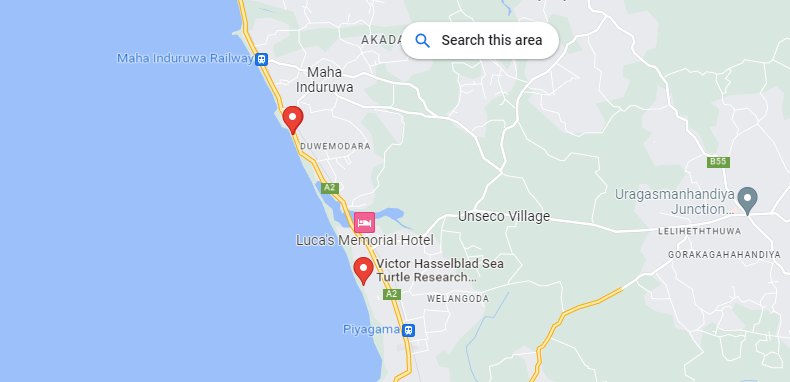 AKADA
Search this area
Maha Induruwa Railway
Maha
Induruwa
DUWEMODARA
B55
A2
Uragasmanhandiya
Junction...
Unseco Village
LELIHETHTHUWA
Luca's Memorial Hotel
GORAKAGAHAHANDIYA
Victor Hasselblad Sea
Turtle Research...
A2
WELANGODA
Piyagama